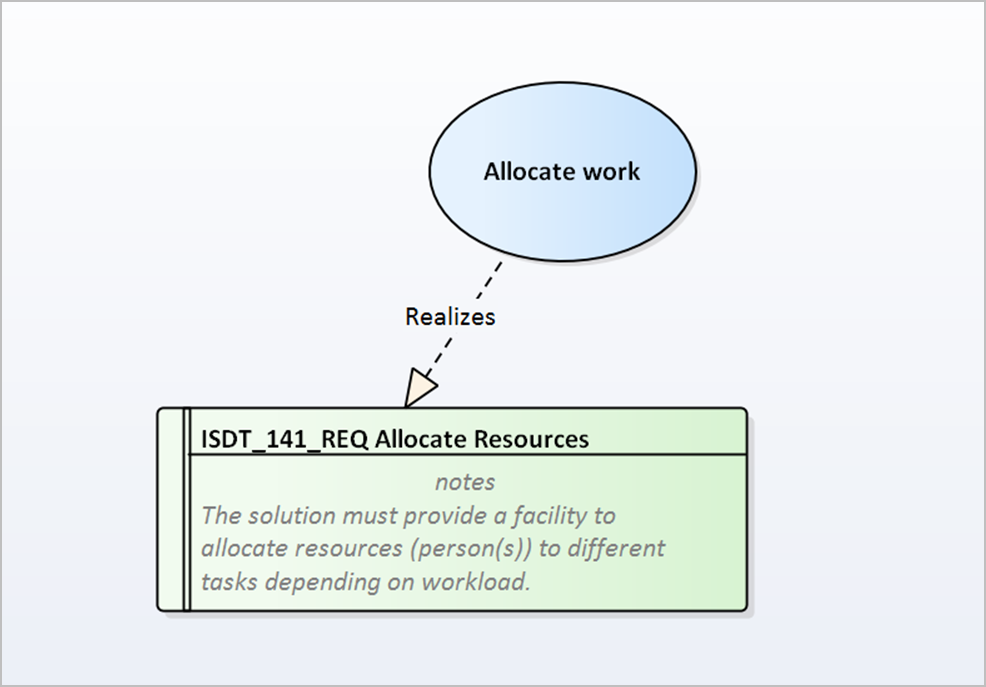 Allocate work
Realizes
ISDT_141_REQ Allocate Resources
notes
The solution must provide a facility to
allocate resources (person(s)) to different
tasks depending on workload.